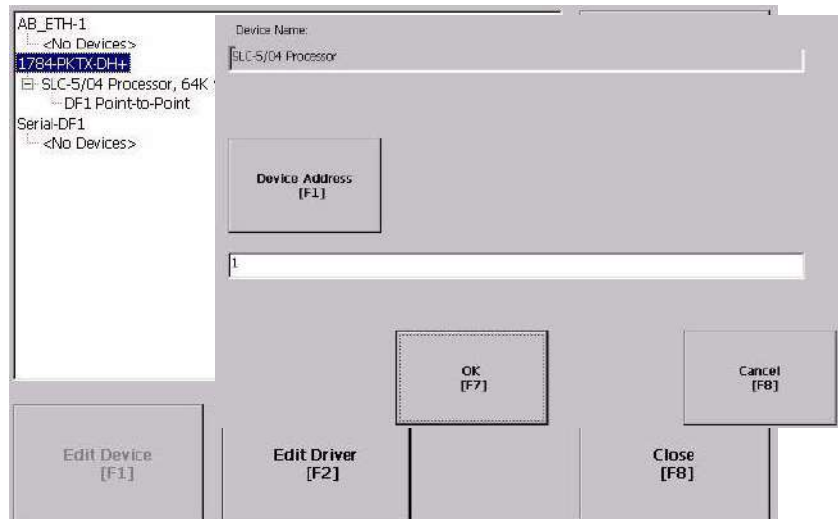 AB_ETH-1
<No Devices>
1784-PKTX-DH+
SLC-5/04 Processor, 64K
DF1 Point-to-Point
Serial-DF1
<No Devices>
Device Name:
SLC-5/04 Processor
Device Address
[F1]
1
OK
[F7]
Cancel
[F8]
Edit Device
[F1]
Edit Driver
[F2]
Close
[F8]